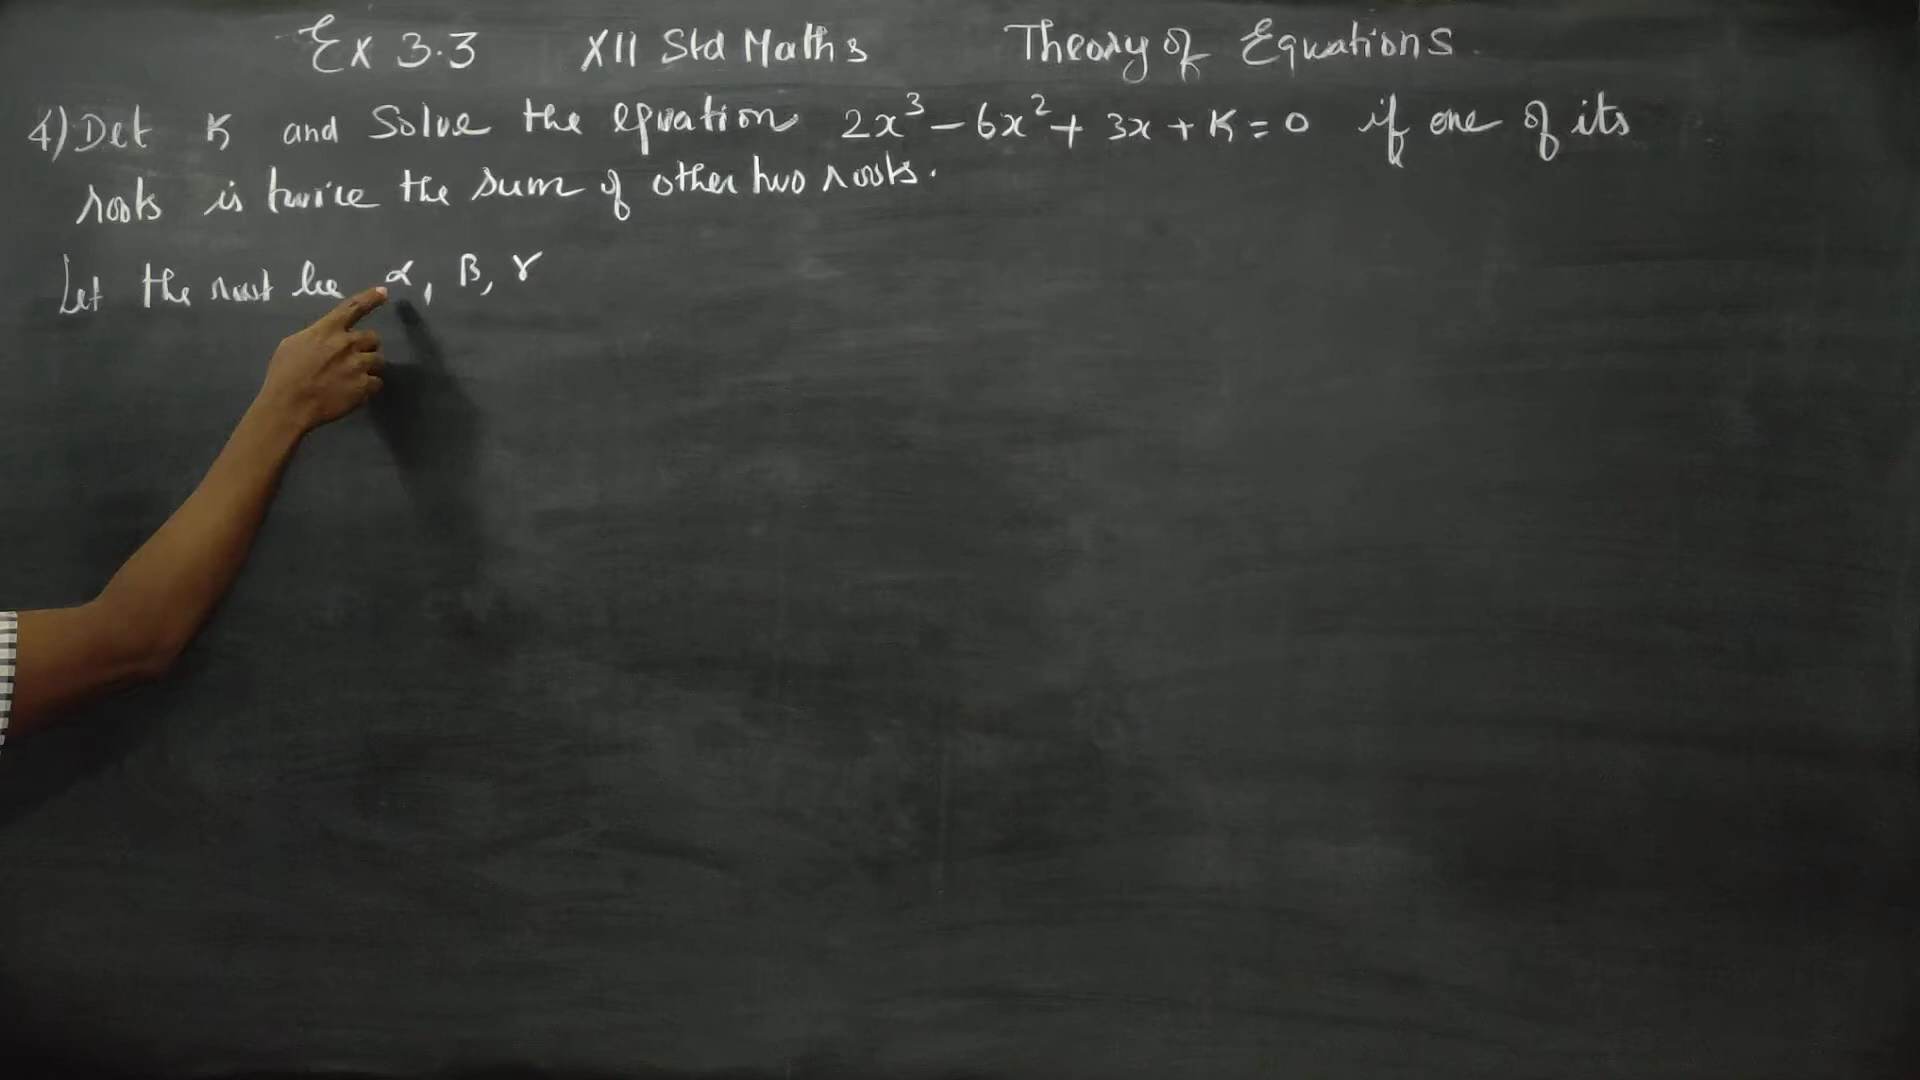 Ex 3.3 XII Std Maths Theory of Equations
4) Det K and Solve the equation 2x³ - 6x² + 3x + K = 0 if one of its
roots is twice the sum of other two roots.
Let the root be α, β, γ